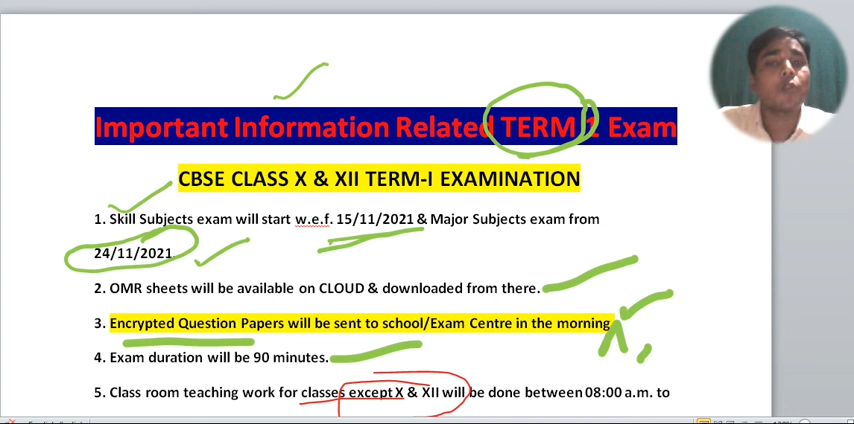 Important Information Related TERM 1 Exam
CBSE CLASS X & XII TERM-I EXAMINATION
1. Skill Subjects exam will start w.e.f. 15/11/2021 & Major Subjects exam from
24/11/2021
2. OMR sheets will be available on CLOUD & downloaded from there.
3. Encrypted Question Papers will be sent to school/Exam Centre in the morning
4. Exam duration will be 90 minutes.
5. Class room teaching work for classes except X & XII will be done between 08:00 a.m. to